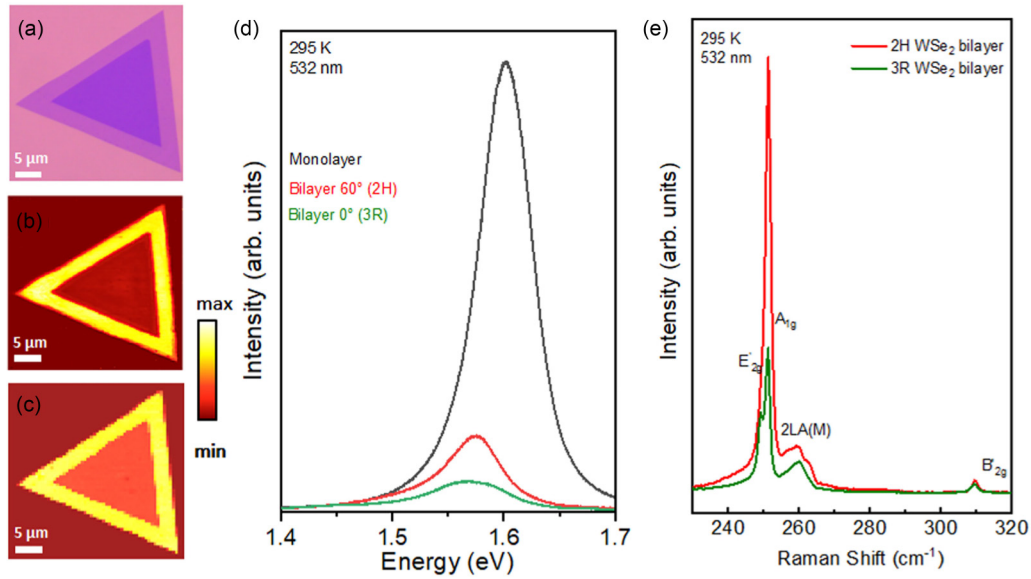 (a)
5 μm
(b)
5 μm
max
min
(c)
5 μm
(d)
295 K
532 nm
Monolayer
Bilayer 60° (2H)
Bilayer 0° (3R)
Intensity (arb. units)
1.4 1.5 1.6 1.7
Energy (eV)
(e)
295 K
532 nm
2H WSe₂ bilayer
3R WSe₂ bilayer
A₁g
E'₂g
2LA(M)
B'₂g
Intensity (arb. units)
240 260 280 300 320
Raman Shift (cm⁻¹)